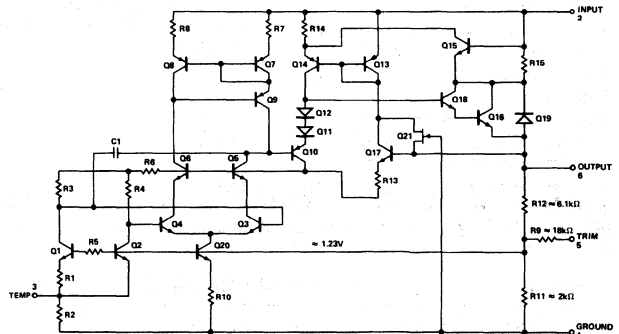 INPUT
2
R8
R7
R14
Q15
R15
Q8
Q7
Q14
Q13
Q9
Q12
Q18
Q16
Q19
Q11
Q21
C1
Q10
Q17
R6
Q6
Q5
OUTPUT
6
R3
R4
R13
R12 ≈ 6.1kΩ
Q4
Q3
R9 ≈ 18kΩ
TRIM
5
Q1
R5
Q2
Q20
≈ 1.23V
R1
3
TEMP
R2
R10
R11 ≈ 2kΩ
GROUND